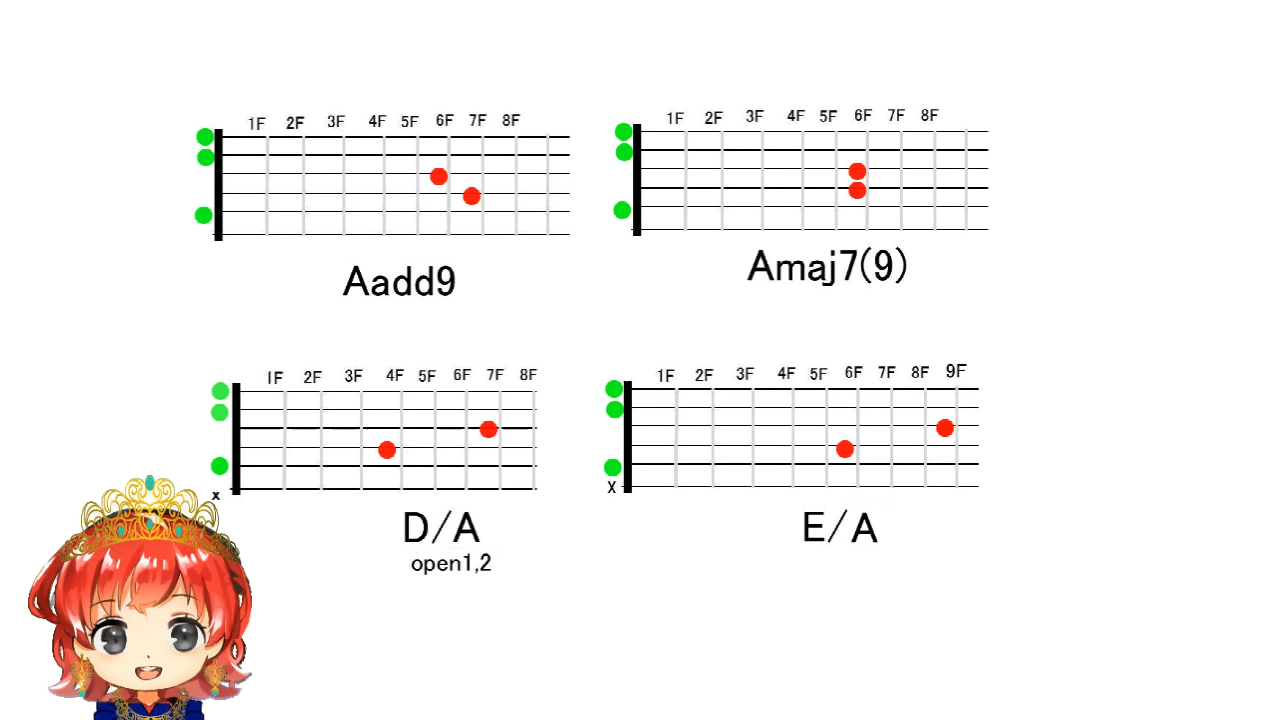 1F 2F 3F 4F 5F 6F 7F 8F
Aadd9
1F 2F 3F 4F 5F 6F 7F 8F
Amaj7(9)
1F 2F 3F 4F 5F 6F 7F 8F
x
D/A
open1,2
1F 2F 3F 4F 5F 6F 7F 8F 9F
X
E/A